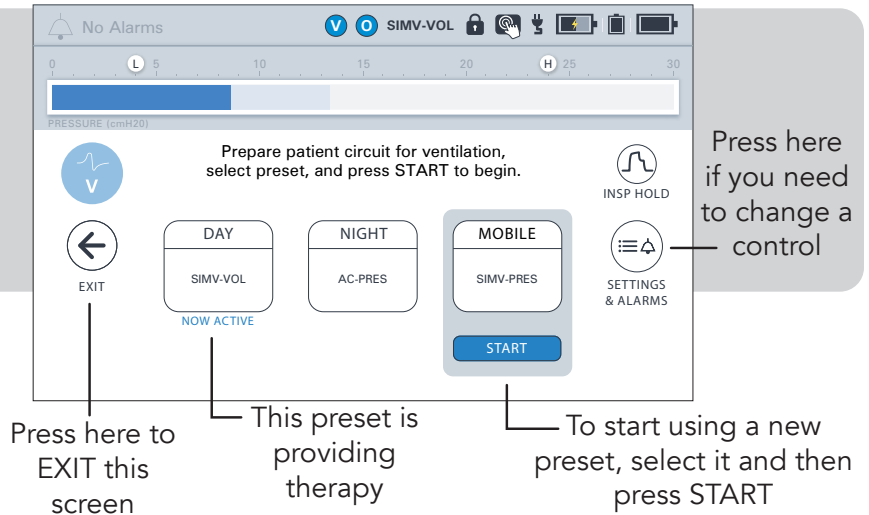 No Alarms
V O SIMV-VOL
0 L 5 10 15 20 H 25 30
PRESSURE (cmH20)
V
Prepare patient circuit for ventilation,
select preset, and press START to begin.
INSP HOLD
Press here
if you need
to change a
control
EXIT
DAY
SIMV-VOL
NOW ACTIVE
NIGHT
AC-PRES
MOBILE
SIMV-PRES
START
SETTINGS
& ALARMS
Press here to
EXIT this
screen
This preset is
providing
therapy
To start using a new
preset, select it and then
press START